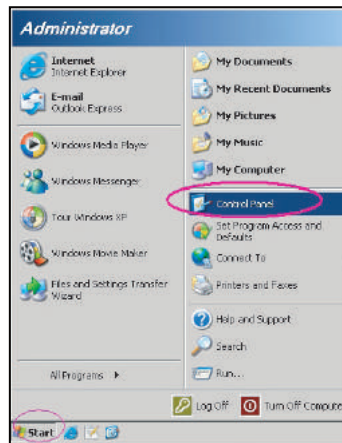 Administrator
Internet
Internet Explorer
E-mail
Outlook Express
Windows Media Player
Windows Messenger
Tour Windows XP
Windows Movie Maker
Files and Settings Transfer
Wizard
All Programs
My Documents
My Recent Documents
My Pictures
My Music
My Computer
Control Panel
Set Program Access and
Defaults
Connect To
Printers and Faxes
Help and Support
Search
Run...
Log Off
Turn Off Compute
Start